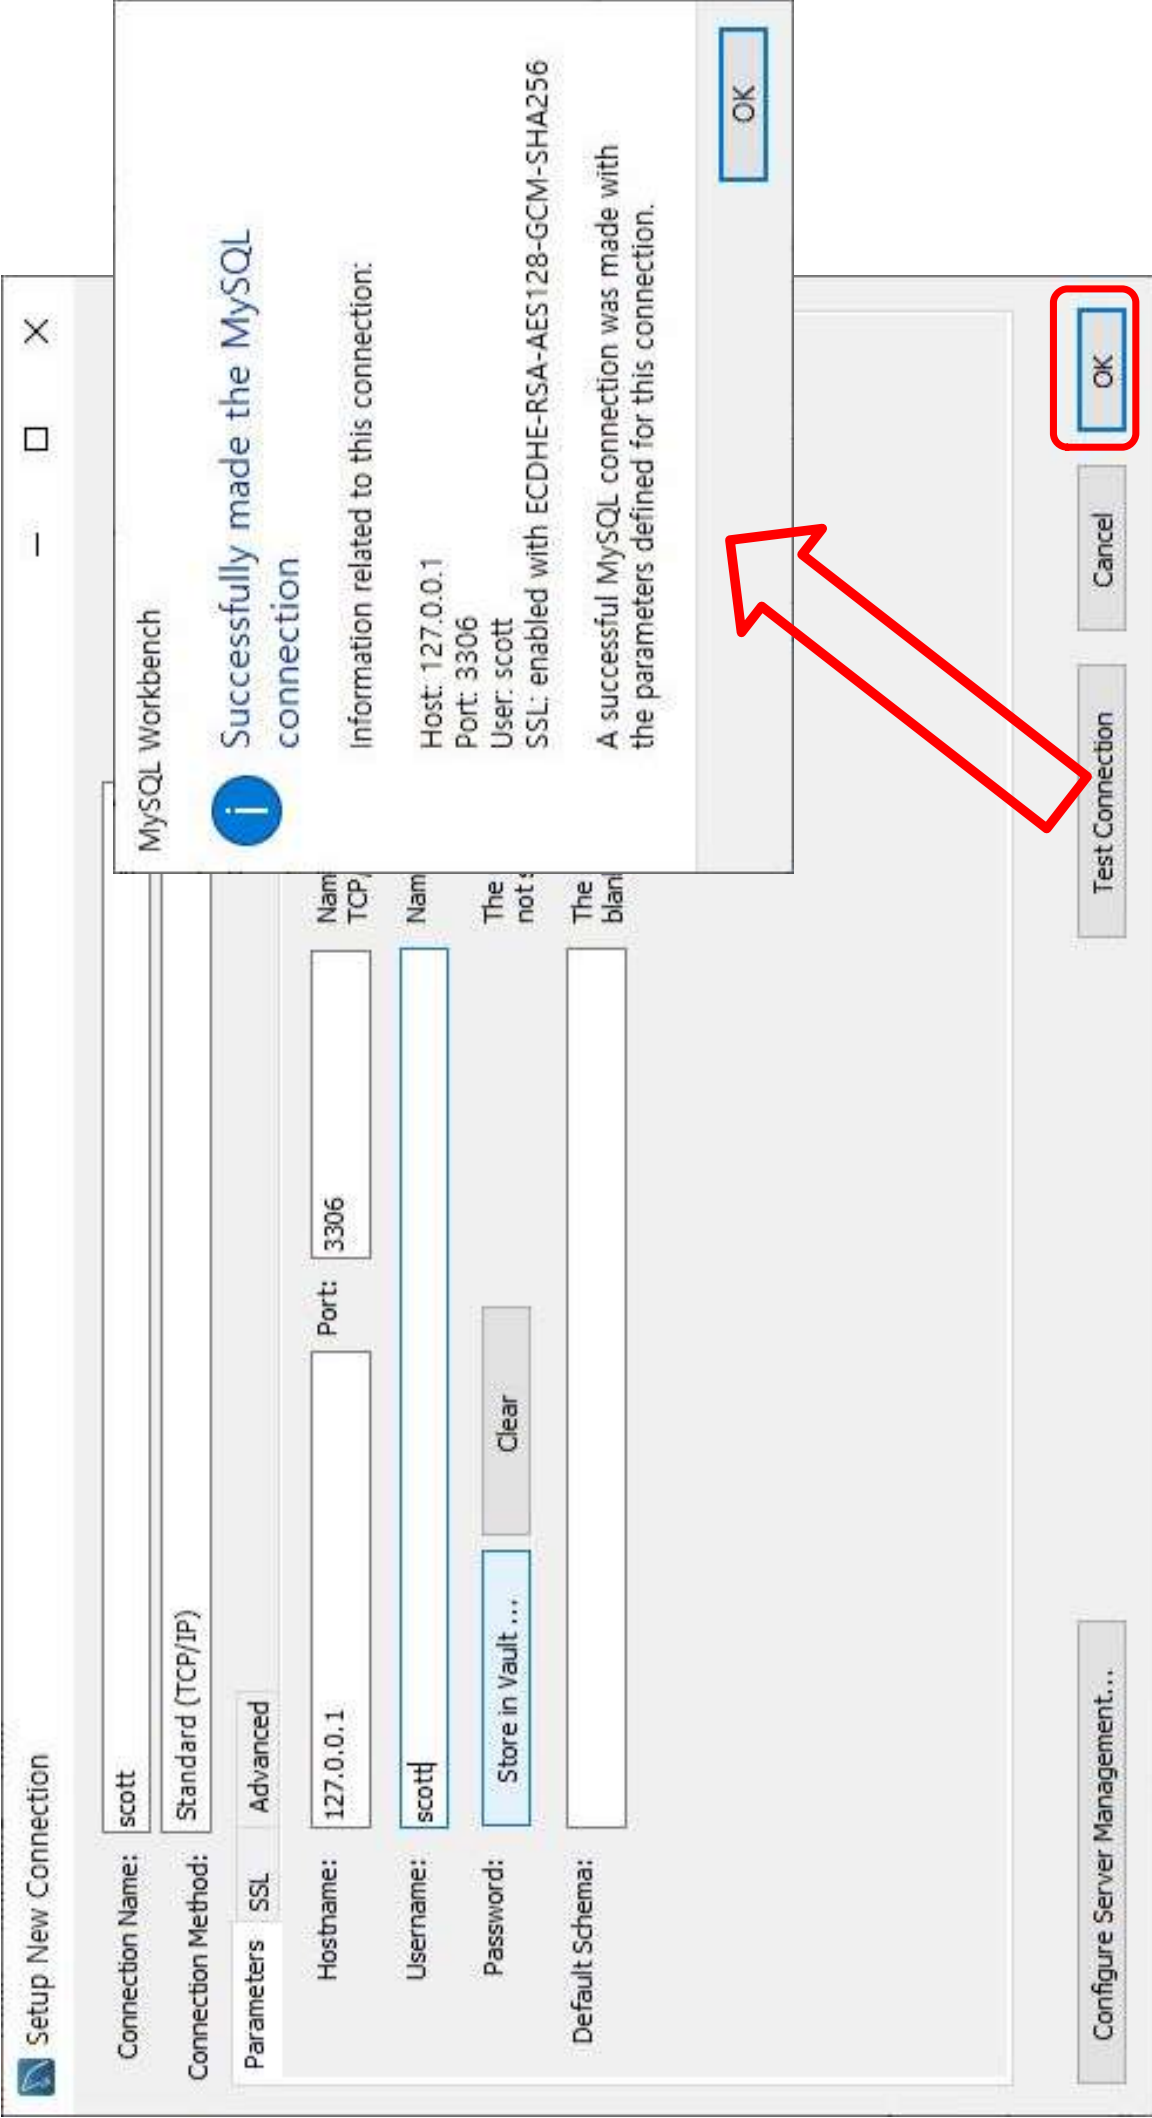 Setup New Connection
Connection Name: scott
Connection Method: Standard (TCP/IP)
Parameters SSL Advanced
Hostname: 127.0.0.1 Port: 3306
Username: scott
Password: Store in Vault ... Clear
The
not
Default Schema:
The
Configure Server Management...
Test Connection
Cancel
OK
MySQL Workbench
Successfully made the MySQL
connection
Information related to this connection:
Host: 127.0.0.1
Port: 3306
User: scott
SSL: enabled with ECDHE-RSA-AES128-GCM-SHA256
A successful MySQL connection was made with
the parameters defined for this connection.
OK